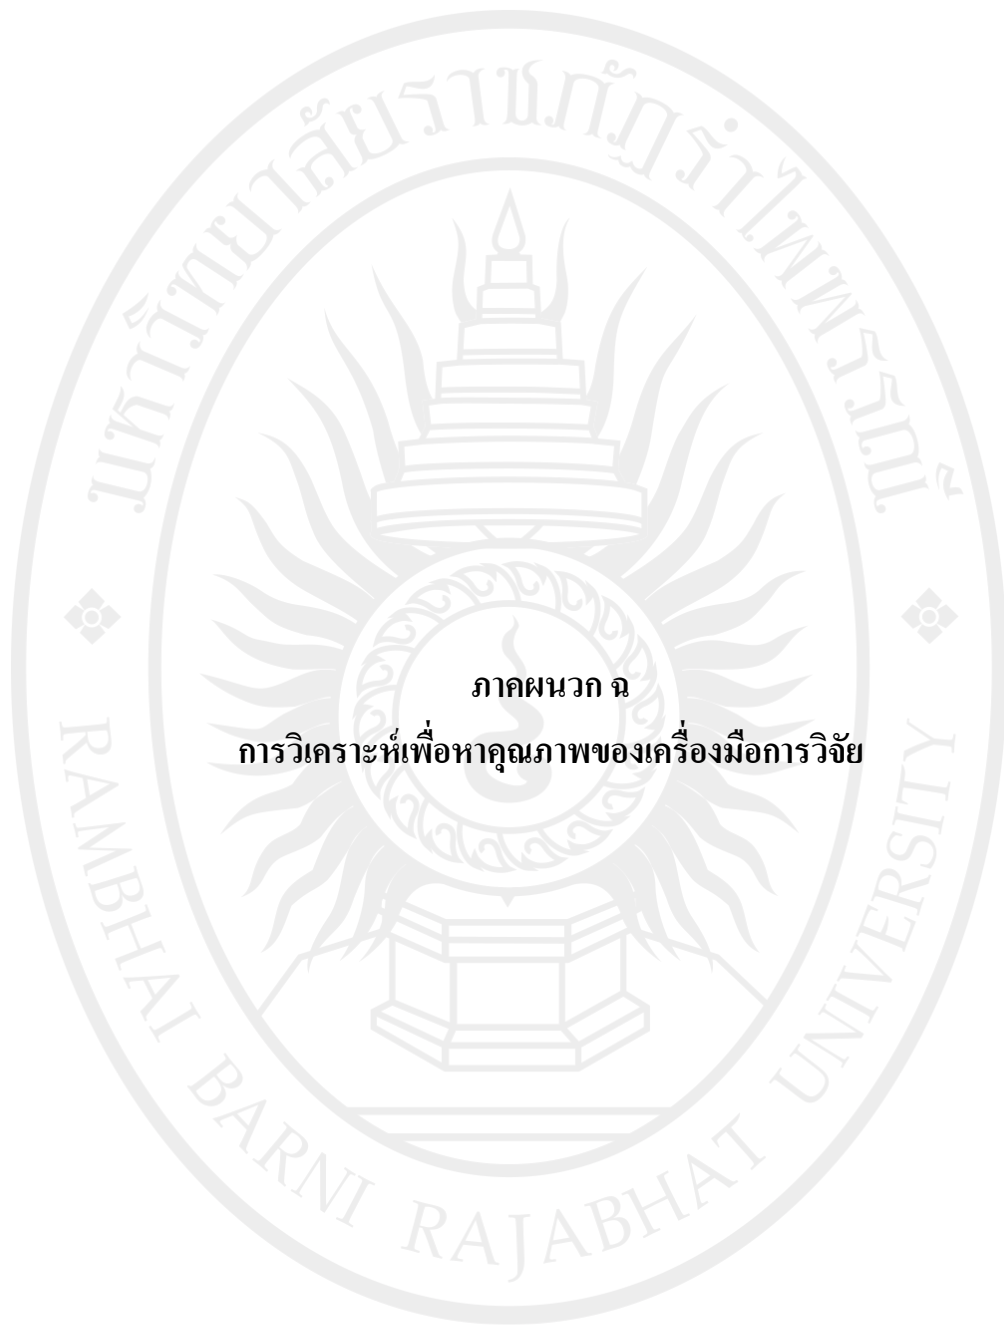 มหาวิทยาลัยราชภัฏรำไพพรรณี
ภาคผนวก ฉ
การวิเคราะห์เพื่อหาคุณภาพของเครื่องมือการวิจัย
RAMBHAI BARNI RAJABHAT UNIVERSITY